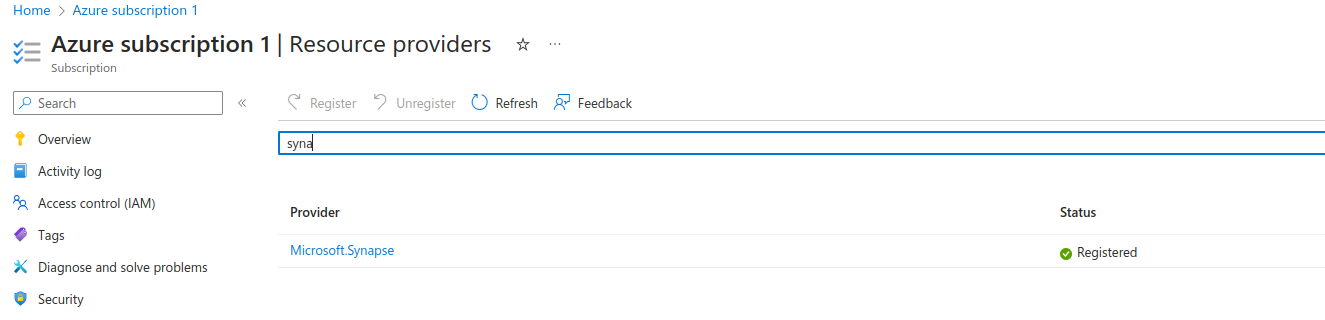 Home > Azure subscription 1
Azure subscription 1 | Resource providers ☆ ...
Subscription
Search «
Register Unregister Refresh Feedback
syna
Overview
Activity log
Access control (IAM)
Tags
Diagnose and solve problems
Security
Provider Status
Microsoft.Synapse Registered